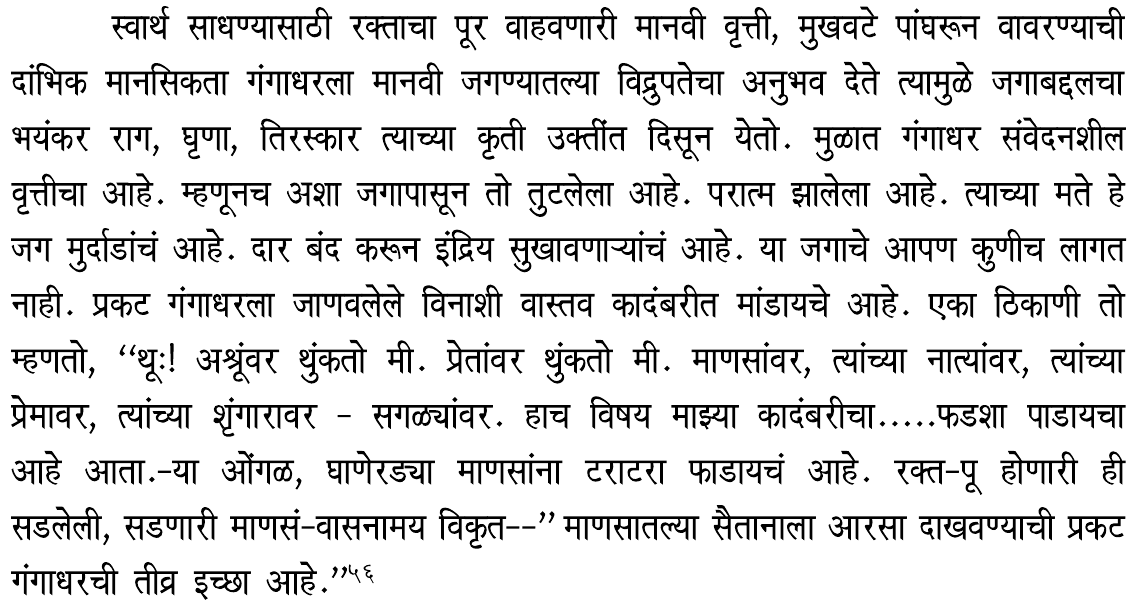 स्वार्थ साधण्यासाठी रक्ताचा पूर वाहवणारी मानवी वृत्ती, मुखवटे पांघरून वावरण्याची
दांभिक मानसिकता गंगाधरला मानवी जगण्यातल्या विद्रुपतेचा अनुभव देते त्यामुळे जगाबद्दलचा
भयंकर राग, घृणा, तिरस्कार त्याच्या कृती उक्तींत दिसून येतो. मुळात गंगाधर संवेदनशील
वृत्तीचा आहे. म्हणूनच अशा जगापासून तो तुटलेला आहे. परात्म झालेला आहे. त्याच्या मते हे
जग मुर्दाडांचं आहे. दार बंद करून इंद्रिय सुखावणाऱ्यांचं आहे. या जगाचे आपण कुणीच लागत
नाही. प्रकट गंगाधरला जाणवलेले विनाशी वास्तव कादंबरीत मांडायचे आहे. एका ठिकाणी तो
म्हणतो, “थूः! अश्रूंवर थुंकतो मी. प्रेतांवर थुंकतो मी. माणसांवर, त्यांच्या नात्यांवर, त्यांच्या
प्रेमावर, त्यांच्या शृंगारावर - सगळ्यांवर. हाच विषय माझ्या कादंबरीचा.....फडशा पाडायचा
आहे आता.-या ओंगळ, घाणेरड्या माणसांना टराटरा फाडायचं आहे. रक्त-पू होणारी ही
सडलेली, सडणारी माणसं-वासनामय विकृत--” माणसातल्या सैतानाला आरसा दाखवण्याची प्रकट
गंगाधरची तीव्र इच्छा आहे.”५६